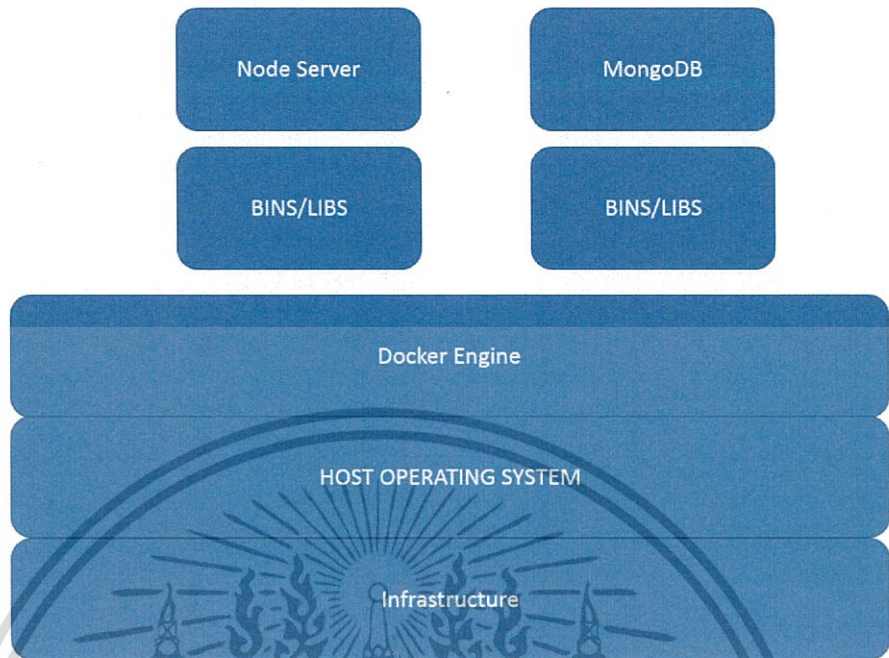 Node Server
MongoDB
BINS/LIBS
BINS/LIBS
Docker Engine
HOST OPERATING SYSTEM
Infrastructure